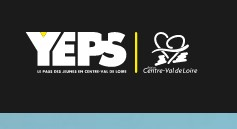 YEPS
LE PASS DES JEUNES EN CENTRE-VAL DE LOIRE
Centre-Val de Loire